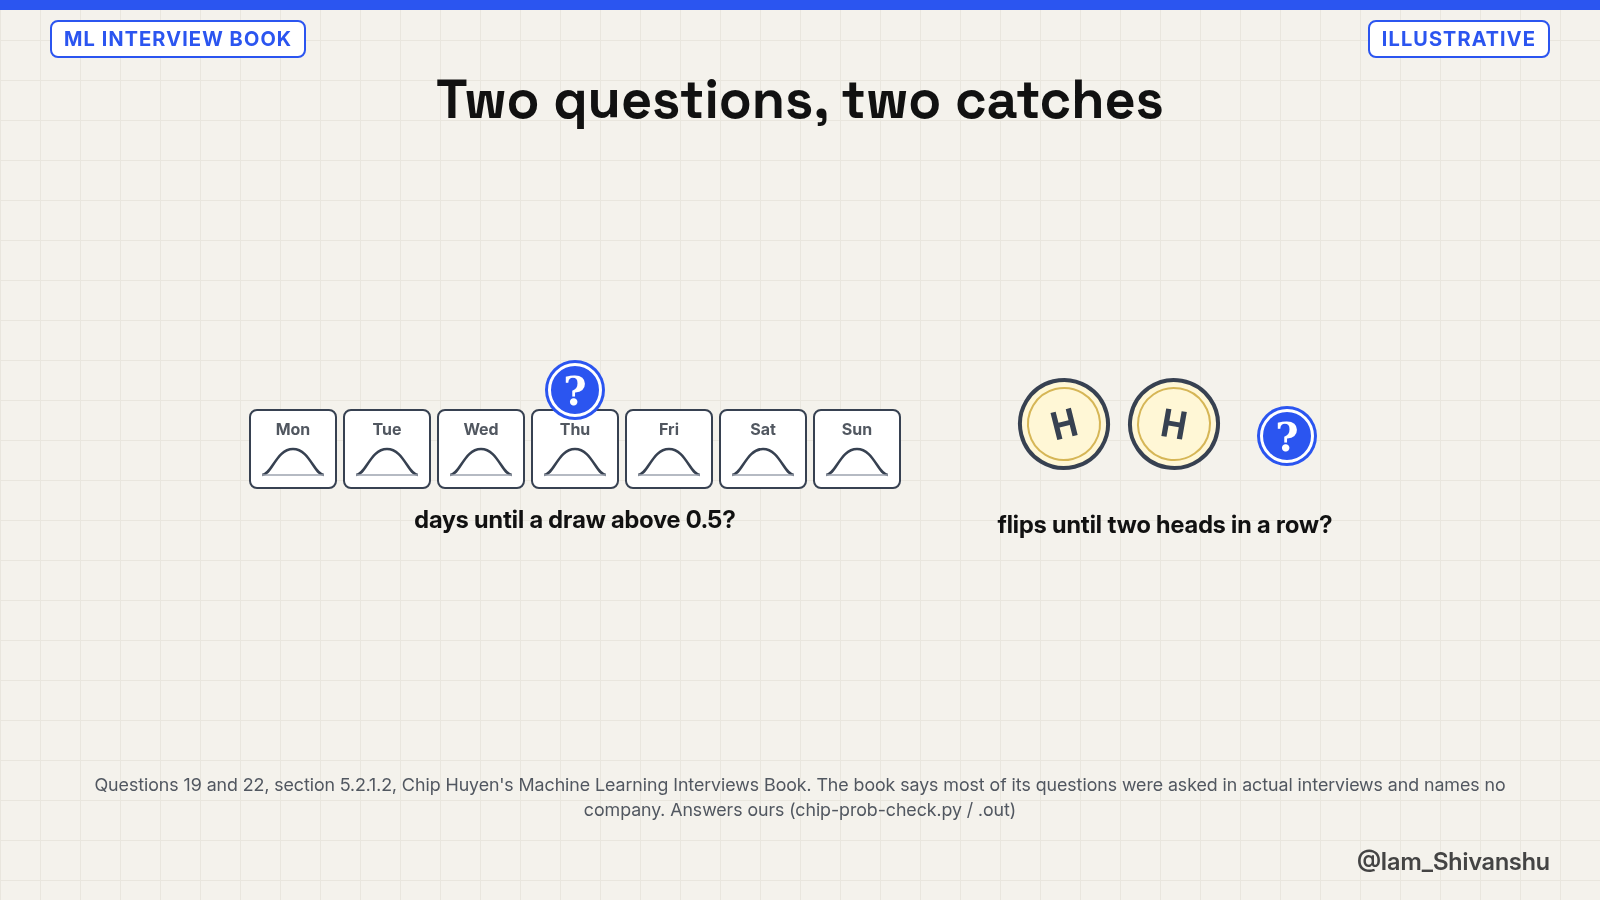 ML INTERVIEW BOOK
ILLUSTRATIVE
Two questions, two catches
?
Mon Tue Wed Thu Fri Sat Sun
days until a draw above 0.5?
H H ?
flips until two heads in a row?
Questions 19 and 22, section 5.2.1.2, Chip Huyen's Machine Learning Interviews Book. The book says most of its questions were asked in actual interviews and names no
company. Answers ours (chip-prob-check.py / .out)
@Iam_Shivanshu